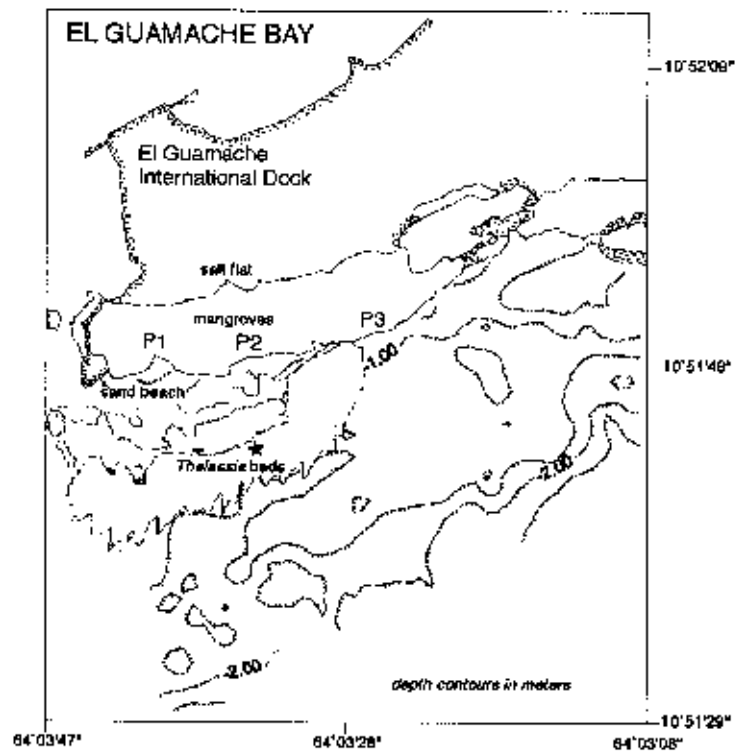 EL GUAMACHE BAY
10°52'09"
El Guamache
International Dock
salt flat
mangroves
P1
P2
P3
-1.00
10°51'49"
sand beach
Thalassia beds
-2.00
-2.00
depth contours in meters
10°51'29"
64°03'47"
64°03'28"
64°03'08"